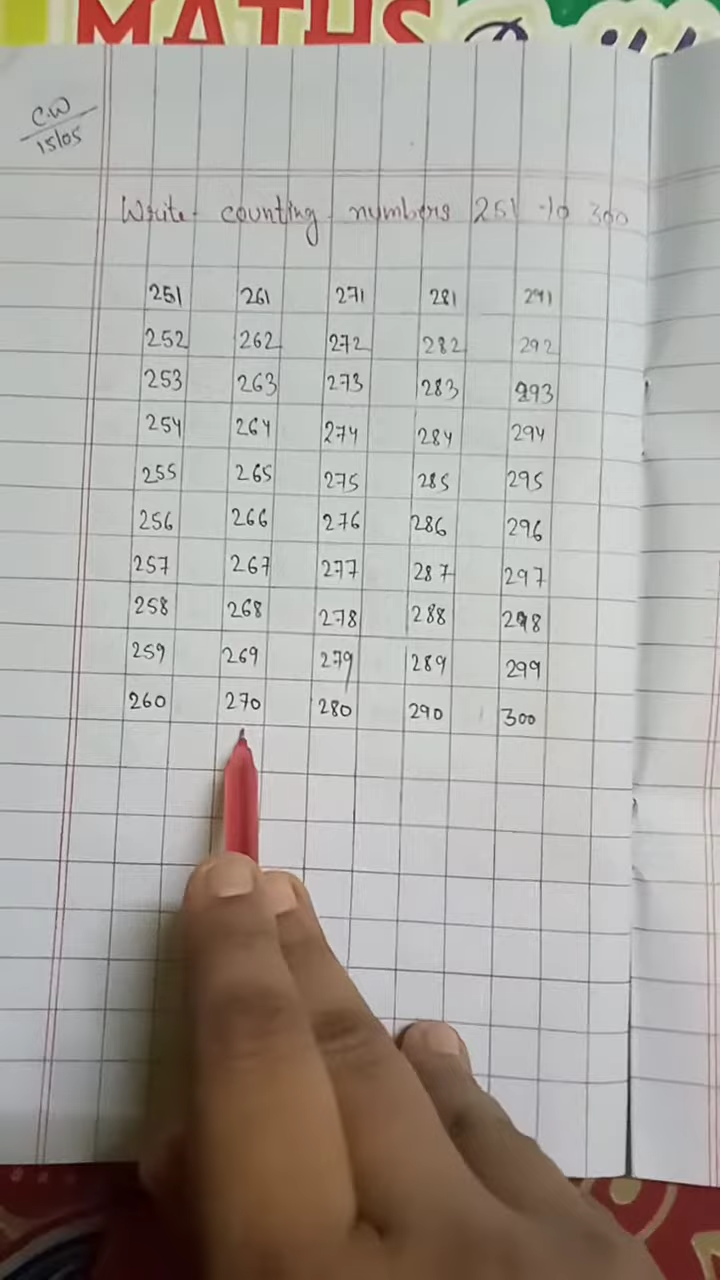 MATHS
C.W
15/05
Write counting numbers 251 to 300
251 261 271 281 291
252 262 272 282 292
253 263 273 283 293
254 264 274 284 294
255 265 275 285 295
256 266 276 286 296
257 267 277 287 297
258 268 278 288 298
259 269 279 289 299
260 270 280 290 300